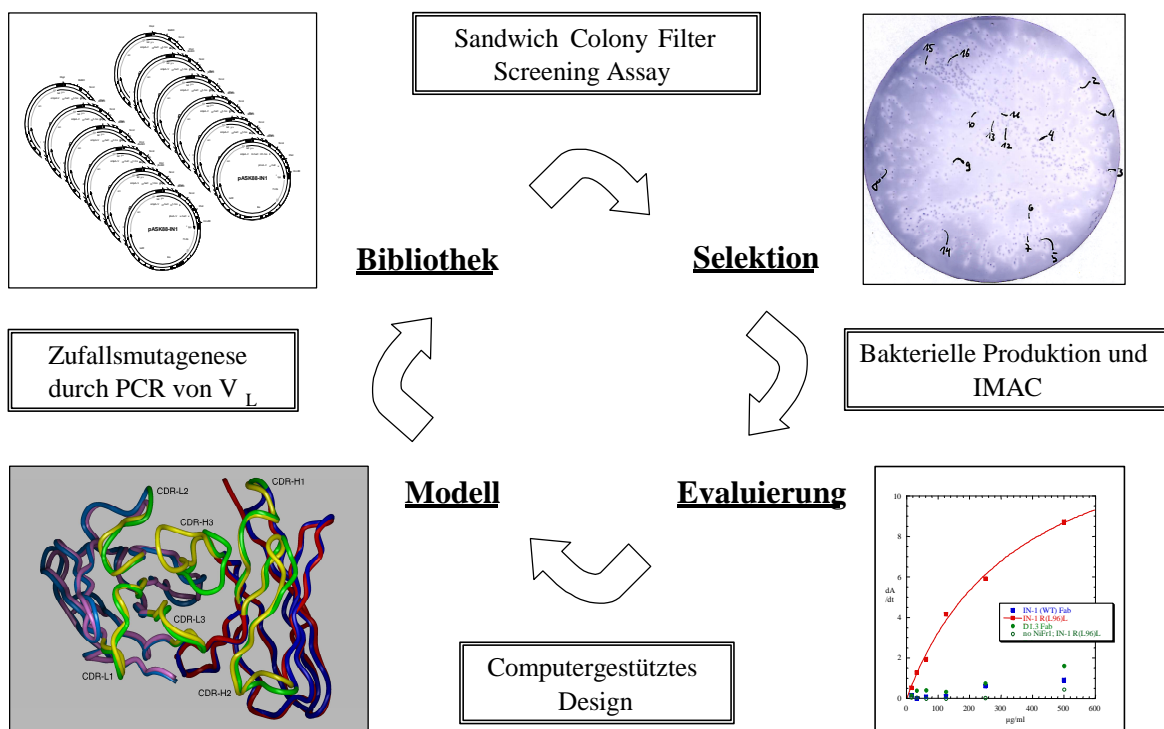 Sandwich Colony Filter
Screening Assay
pASK88-IN1
pASK88-IN1
15
16
2
1
11
10
13
12
4
9
3
8
6
7
14
5
Bibliothek
Selektion
Zufallsmutagenese
durch PCR von V L
Bakterielle Produktion und
IMAC
Modell
Evaluierung
CDR-L2
CDR-H1
CDR-H3
CDR-L3
CDR-L1
CDR-H2
Computergestütztes
Design
10
8
6
4
2
0
dA
/dt
IN-1 (WT) Fab
IN-1 R(L96)L
D1.3 Fab
no NiFr1; IN-1 R(L96)L
0 100 200 300 400 500 600
µg/ml